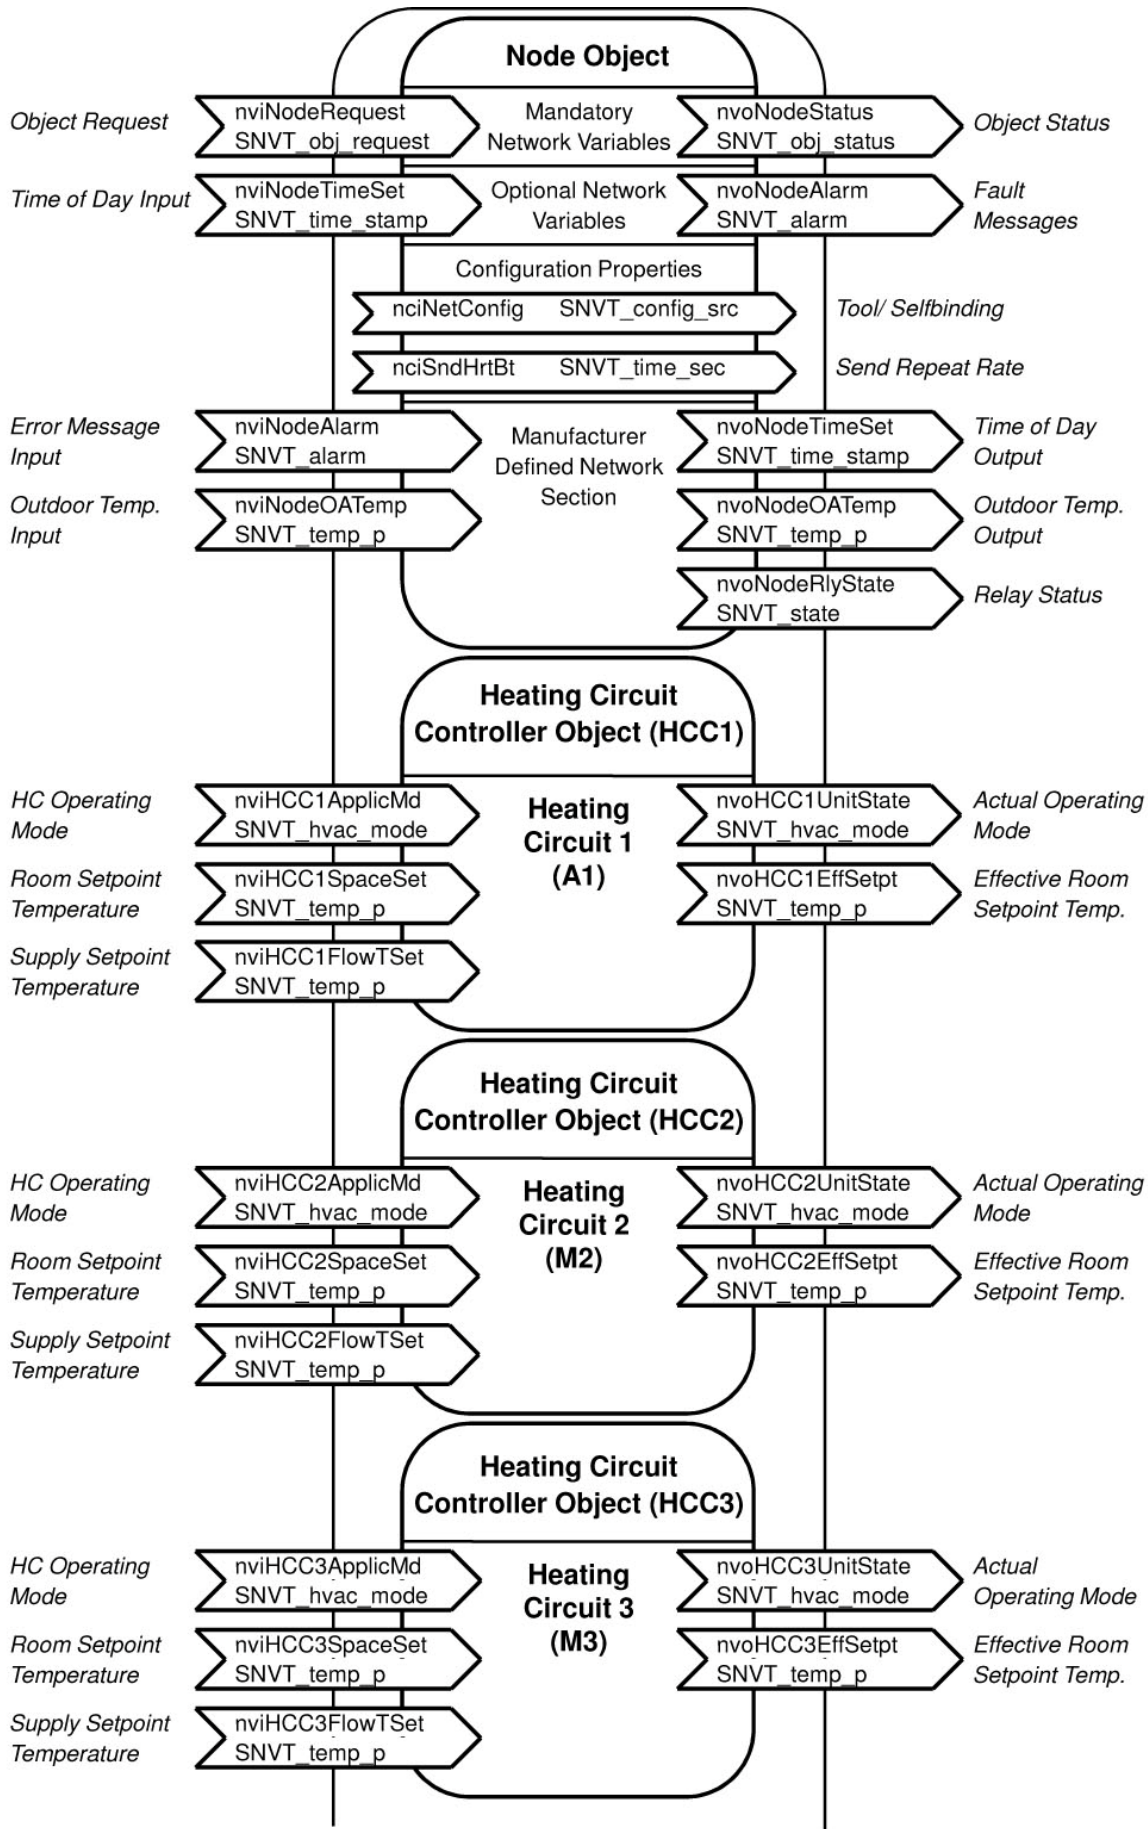 Node Object
Object Request
nviNodeRequest
SNVT_obj_request
Mandatory
Network Variables
nvoNodeStatus
SNVT_obj_status
Object Status
Time of Day Input
nviNodeTimeSet
SNVT_time_stamp
Optional Network
Variables
nvoNodeAlarm
SNVT_alarm
Fault
Messages
Configuration Properties
nciNetConfig SNVT_config_src
Tool/ Selfbinding
nciSndHrtBt SNVT_time_sec
Send Repeat Rate
Error Message
Input
nviNodeAlarm
SNVT_alarm
Manufacturer
Defined Network
Section
nvoNodeTimeSet
SNVT_time_stamp
Time of Day
Output
Outdoor Temp.
Input
nviNodeOATemp
SNVT_temp_p
nvoNodeOATemp
SNVT_temp_p
Outdoor Temp.
Output
nvoNodeRlyState
SNVT_state
Relay Status
Heating Circuit
Controller Object (HCC1)
HC Operating
Mode
nviHCC1ApplicMd
SNVT_hvac_mode
Heating
Circuit 1
(A1)
nvoHCC1UnitState
SNVT_hvac_mode
Actual Operating
Mode
Room Setpoint
Temperature
nviHCC1SpaceSet
SNVT_temp_p
nvoHCC1EffSetpt
SNVT_temp_p
Effective Room
Setpoint Temp.
Supply Setpoint
Temperature
nviHCC1FlowTSet
SNVT_temp_p
Heating Circuit
Controller Object (HCC2)
HC Operating
Mode
nviHCC2ApplicMd
SNVT_hvac_mode
Heating
Circuit 2
(M2)
nvoHCC2UnitState
SNVT_hvac_mode
Actual Operating
Mode
Room Setpoint
Temperature
nviHCC2SpaceSet
SNVT_temp_p
nvoHCC2EffSetpt
SNVT_temp_p
Effective Room
Setpoint Temp.
Supply Setpoint
Temperature
nviHCC2FlowTSet
SNVT_temp_p
Heating Circuit
Controller Object (HCC3)
HC Operating
Mode
nviHCC3ApplicMd
SNVT_hvac_mode
Heating
Circuit 3
(M3)
nvoHCC3UnitState
SNVT_hvac_mode
Actual
Operating Mode
Room Setpoint
Temperature
nviHCC3SpaceSet
SNVT_temp_p
nvoHCC3EffSetpt
SNVT_temp_p
Effective Room
Setpoint Temp.
Supply Setpoint
Temperature
nviHCC3FlowTSet
SNVT_temp_p